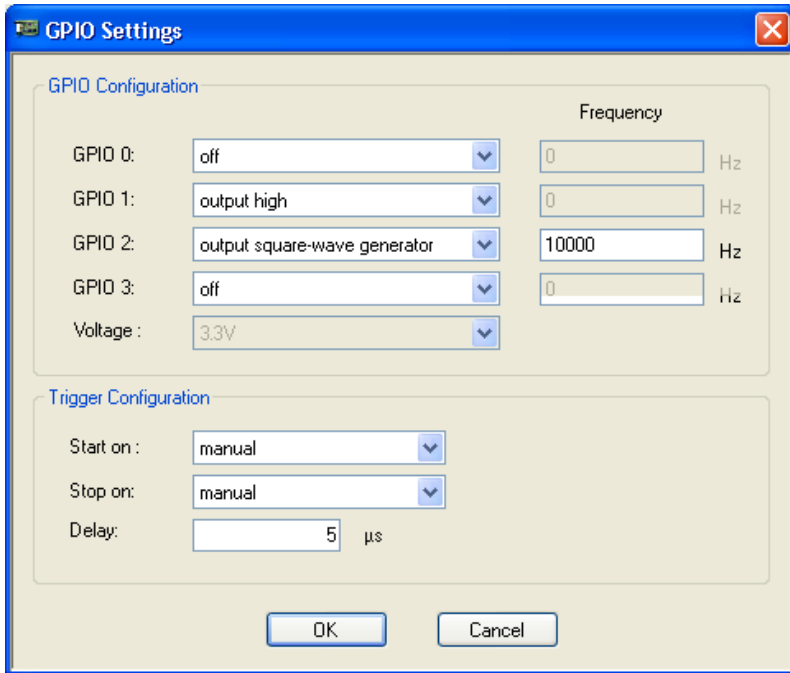 GPIO Settings
GPIO Configuration
Frequency
GPIO 0: off 0 Hz
GPIO 1: output high 0 Hz
GPIO 2: output square-wave generator 10000 Hz
GPIO 3: off 0 Hz
Voltage : 3.3V
Trigger Configuration
Start on : manual
Stop on: manual
Delay: 5 µs
OK Cancel